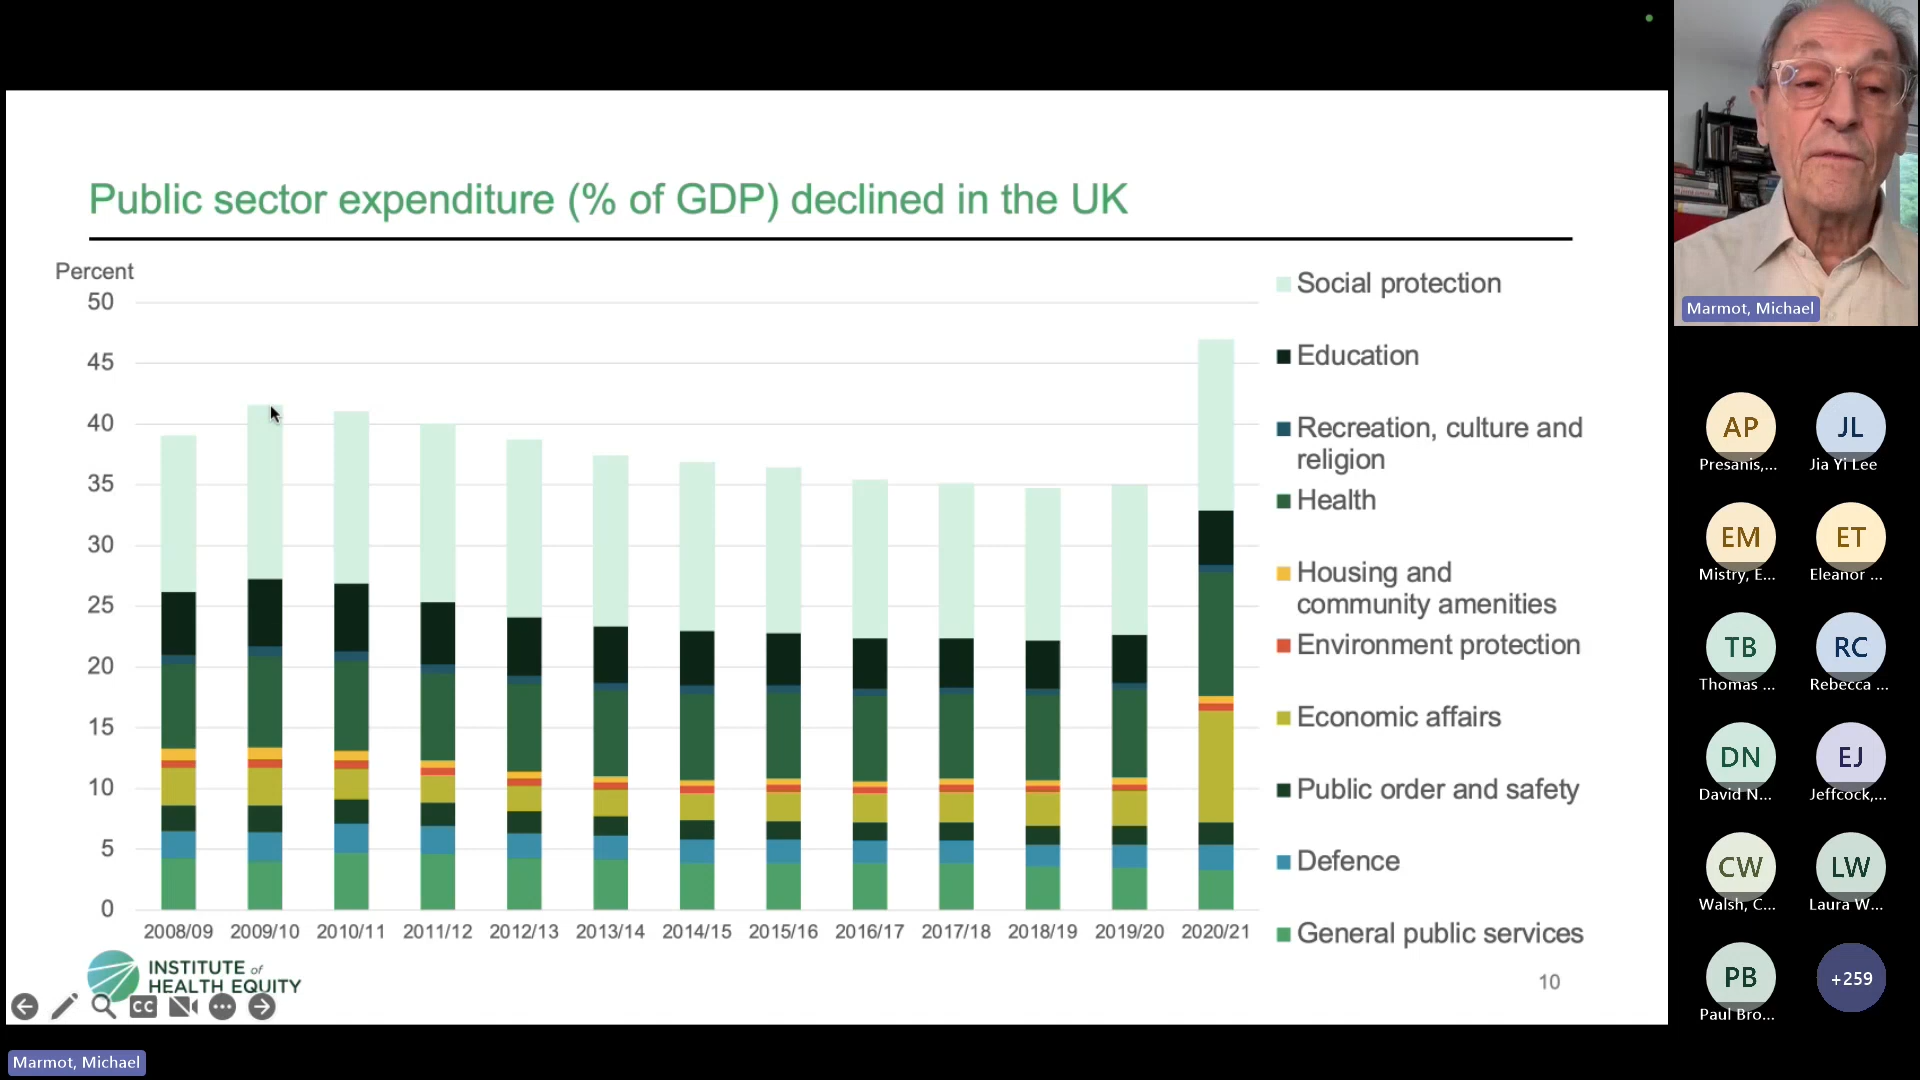 Public sector expenditure (% of GDP) declined in the UK
Percent
50
45
40
35
30
25
20
15
10
5
0
2008/09 2009/10 2010/11 2011/12 2012/13 2013/14 2014/15 2015/16 2016/17 2017/18 2018/19 2019/20 2020/21
Social protection
Education
Recreation, culture and
religion
Health
Housing and
community amenities
Environment protection
Economic affairs
Public order and safety
Defence
General public services
INSTITUTE of
HEALTH EQUITY
CC
10
Marmot, Michael
Marmot, Michael
AP JL
Presanis,... Jia Yi Lee
EM ET
Mistry, E... Eleanor ...
TB RC
Thomas ... Rebecca ...
DN EJ
David N... Jeffcock,...
CW LW
Walsh, C... Laura W...
PB +259
Paul Bro...